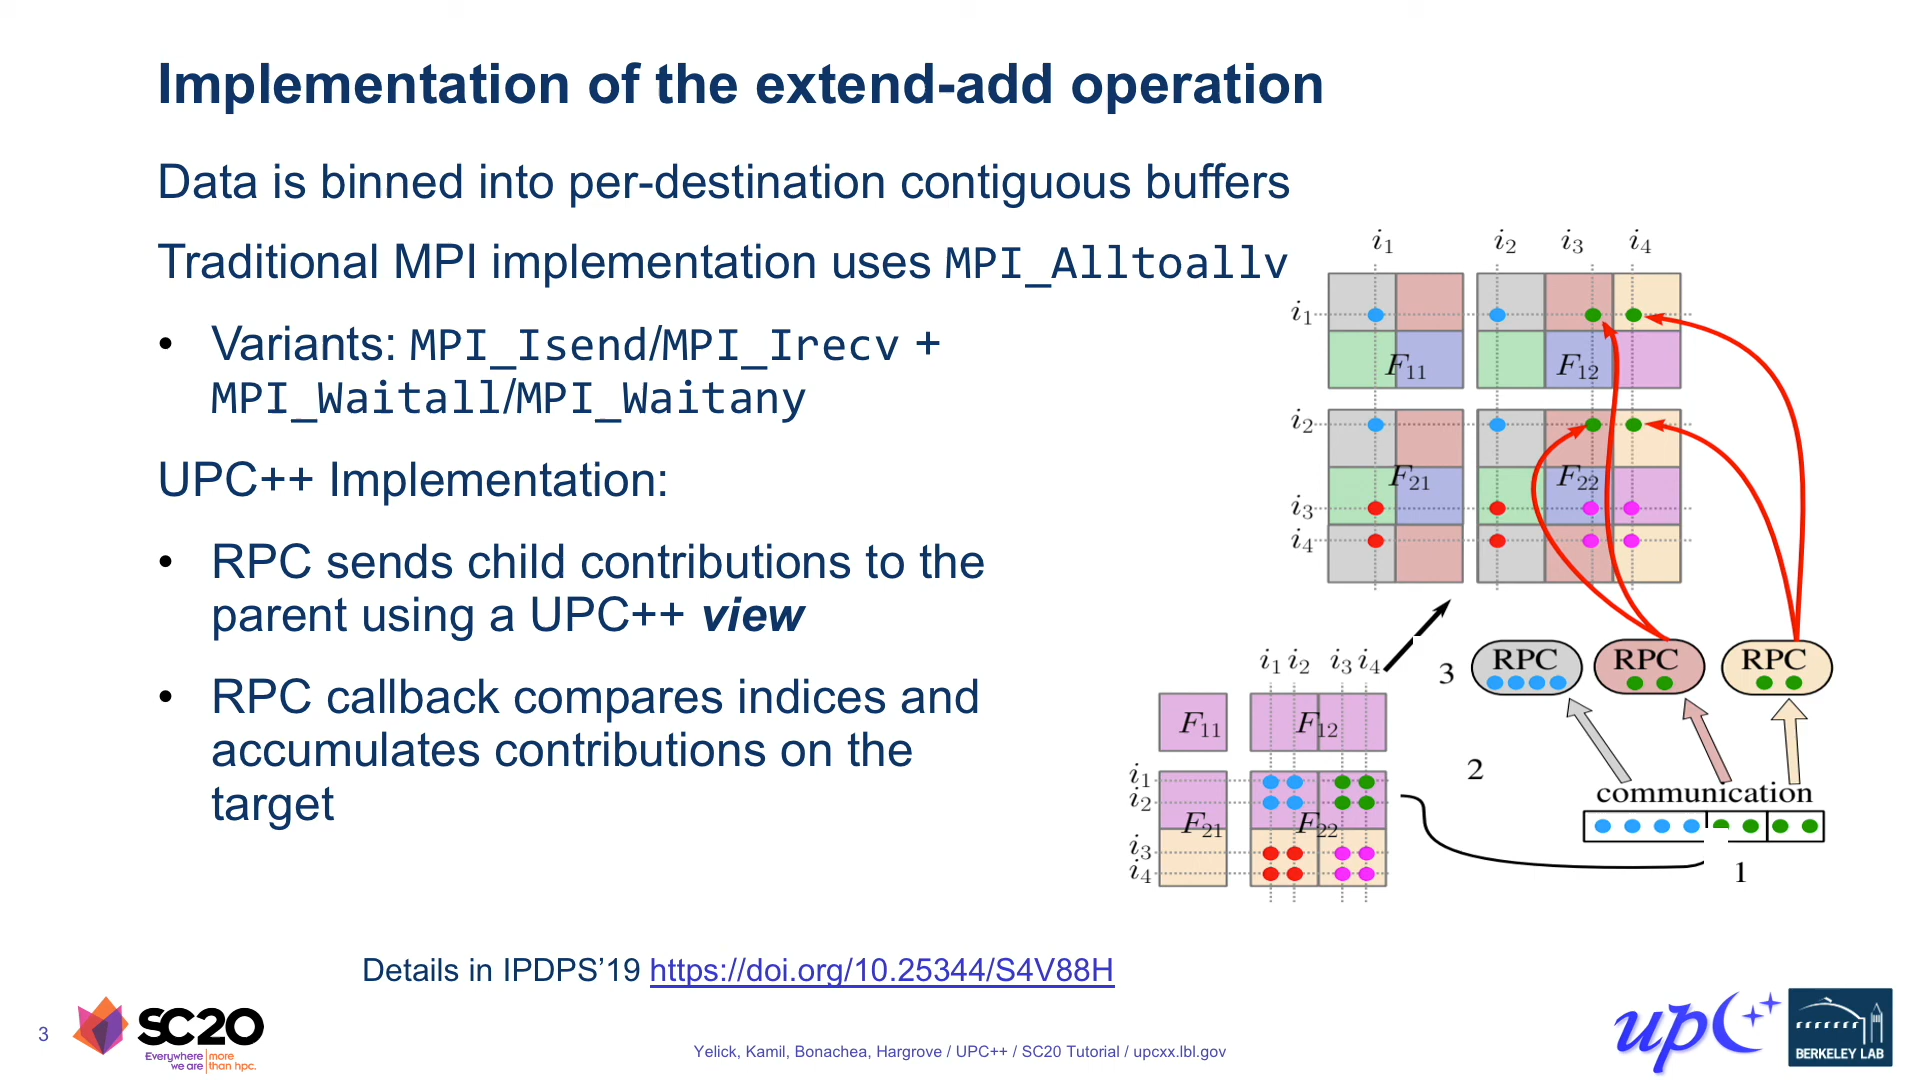 Implementation of the extend-add operation
Data is binned into per-destination contiguous buffers
Traditional MPI implementation uses MPI_Alltoallv
• Variants: MPI_Isend/MPI_Irecv +
MPI_Waitall/MPI_Waitany
UPC++ Implementation:
• RPC sends child contributions to the
parent using a UPC++ view
• RPC callback compares indices and
accumulates contributions on the
target
i1 i2 i3 i4
i1
F11 F12
i2
F21 F22
i3
i4
i1 i2 i3 i4
3 RPC RPC RPC
F11 F12
2
i1
i2
communication
F21 F22
i3
i4
1
Details in IPDPS’19 https://doi.org/10.25344/S4V88H
3
SC20
Everywhere we are | more than hpc.
Yelick, Kamil, Bonachea, Hargrove / UPC++ / SC20 Tutorial / upcxx.lbl.gov
upC++
BERKELEY LAB